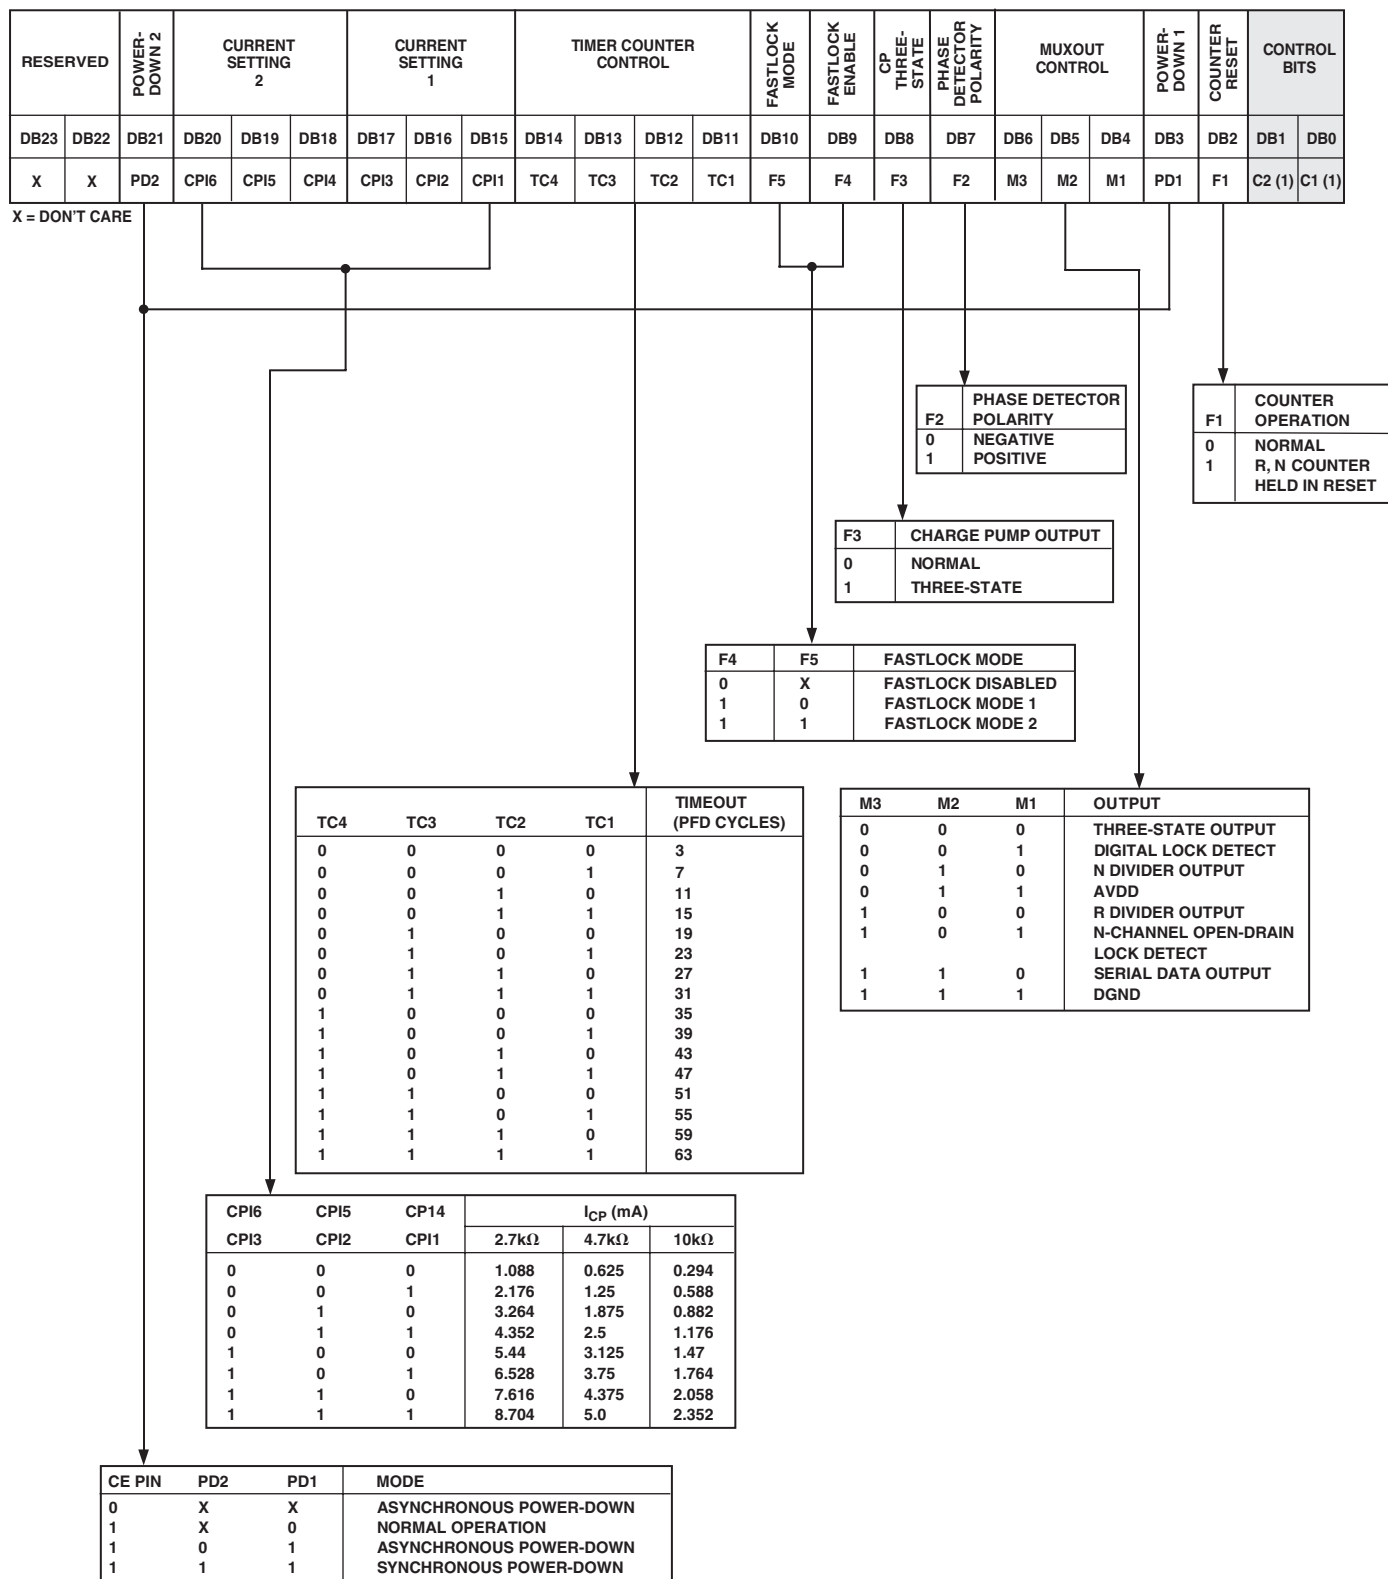 RESERVED POWER-DOWN 2 CURRENT SETTING 2 CURRENT SETTING 1 TIMER COUNTER CONTROL FASTLOCK MODE FASTLOCK ENABLE CP THREE-STATE PHASE DETECTOR POLARITY MUXOUT CONTROL POWER-DOWN 1 COUNTER RESET CONTROL BITS
DB23 DB22 DB21 DB20 DB19 DB18 DB17 DB16 DB15 DB14 DB13 DB12 DB11 DB10 DB9 DB8 DB7 DB6 DB5 DB4 DB3 DB2 DB1 DB0
X X PD2 CPI6 CPI5 CPI4 CPI3 CPI2 CPI1 TC4 TC3 TC2 TC1 F5 F4 F3 F2 M3 M2 M1 PD1 F1 C2 (1) C1 (1)
X = DON'T CARE
F2 PHASE DETECTOR POLARITY
0 NEGATIVE
1 POSITIVE
F1 COUNTER OPERATION
0 NORMAL
1 R, N COUNTER
HELD IN RESET
F3 CHARGE PUMP OUTPUT
0 NORMAL
1 THREE-STATE
F4 F5 FASTLOCK MODE
0 X FASTLOCK DISABLED
1 0 FASTLOCK MODE 1
1 1 FASTLOCK MODE 2
TC4 TC3 TC2 TC1 TIMEOUT (PFD CYCLES)
0 0 0 0 3
0 0 0 1 7
0 0 1 0 11
0 0 1 1 15
0 1 0 0 19
0 1 0 1 23
0 1 1 0 27
0 1 1 1 31
1 0 0 0 35
1 0 0 1 39
1 0 1 0 43
1 0 1 1 47
1 1 0 0 51
1 1 0 1 55
1 1 1 0 59
1 1 1 1 63
M3 M2 M1 OUTPUT
0 0 0 THREE-STATE OUTPUT
0 0 1 DIGITAL LOCK DETECT
0 1 0 N DIVIDER OUTPUT
0 1 1 AVDD
1 0 0 R DIVIDER OUTPUT
1 0 1 N-CHANNEL OPEN-DRAIN
LOCK DETECT
1 1 0 SERIAL DATA OUTPUT
1 1 1 DGND
CPI6 CPI5 CP14 ICP (mA)
CPI3 CPI2 CPI1 2.7kΩ 4.7kΩ 10kΩ
0 0 0 1.088 0.625 0.294
0 0 1 2.176 1.25 0.588
0 1 0 3.264 1.875 0.882
0 1 1 4.352 2.5 1.176
1 0 0 5.44 3.125 1.47
1 0 1 6.528 3.75 1.764
1 1 0 7.616 4.375 2.058
1 1 1 8.704 5.0 2.352
CE PIN PD2 PD1 MODE
0 X X ASYNCHRONOUS POWER-DOWN
1 X 0 NORMAL OPERATION
1 0 1 ASYNCHRONOUS POWER-DOWN
1 1 1 SYNCHRONOUS POWER-DOWN